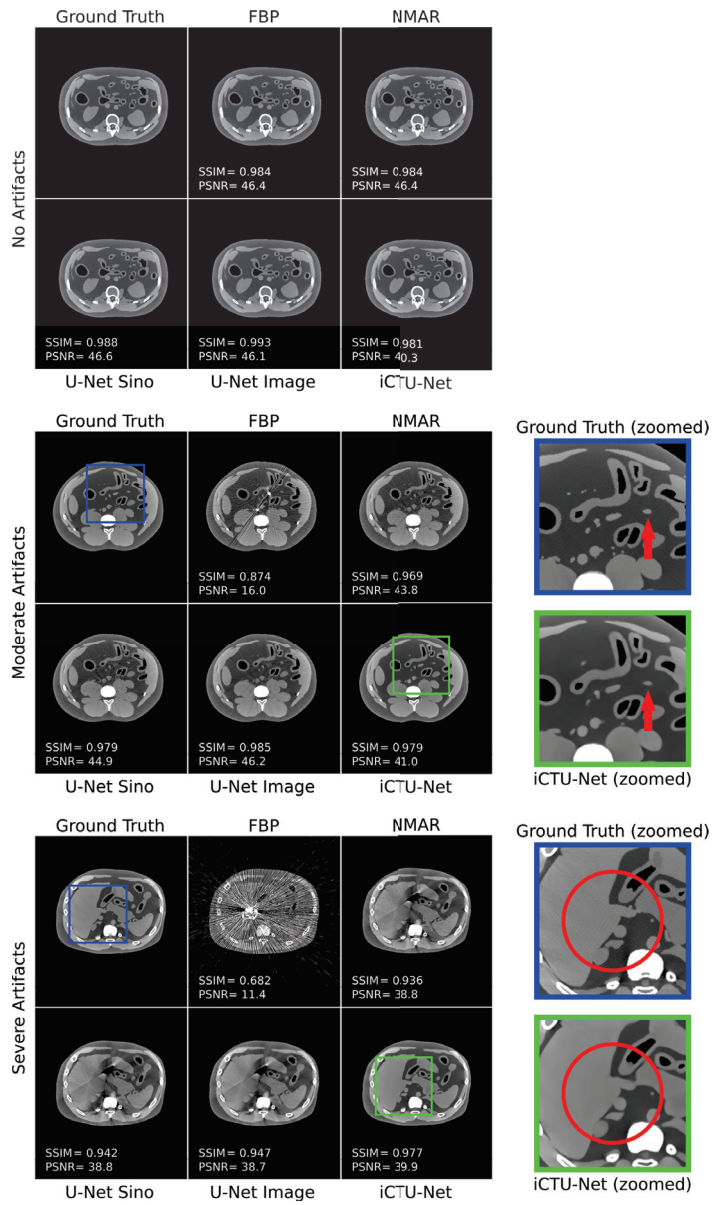 Ground Truth
FBP
NMAR
No Artifacts
SSIM= 0.984
PSNR= 46.4
SSIM= 0.984
PSNR= 46.4
SSIM= 0.988
PSNR= 46.6
SSIM= 0.993
PSNR= 46.1
SSIM= 0.981
PSNR= 40.3
U-Net Sino
U-Net Image
iCTU-Net
Ground Truth
FBP
NMAR
Ground Truth (zoomed)
Moderate Artifacts
SSIM= 0.874
PSNR= 16.0
SSIM= 0.969
PSNR= 43.8
SSIM= 0.979
PSNR= 44.9
SSIM= 0.985
PSNR= 46.2
SSIM= 0.979
PSNR= 41.0
U-Net Sino
U-Net Image
iCTU-Net
iCTU-Net (zoomed)
Ground Truth
FBP
NMAR
Ground Truth (zoomed)
Severe Artifacts
SSIM= 0.682
PSNR= 11.4
SSIM= 0.936
PSNR= 38.8
SSIM= 0.942
PSNR= 38.8
SSIM= 0.947
PSNR= 38.7
SSIM= 0.977
PSNR= 39.9
U-Net Sino
U-Net Image
iCTU-Net
iCTU-Net (zoomed)